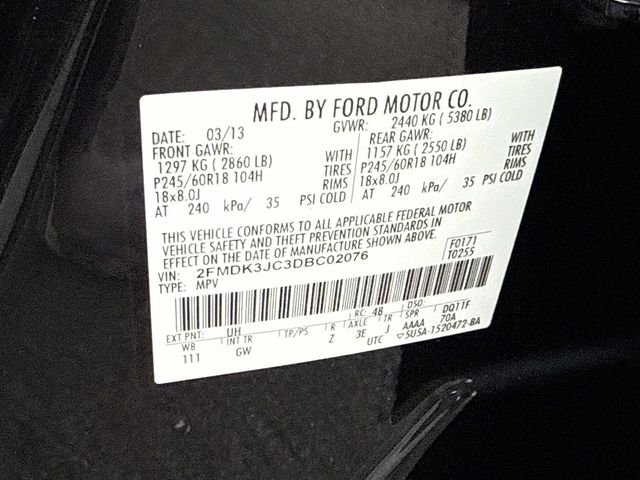 MFD. BY FORD MOTOR CO.
DATE: 03/13 GVWR: 2440 KG ( 5380 LB)
FRONT GAWR: REAR GAWR:
1297 KG ( 2860 LB) WITH 1157 KG ( 2550 LB) WITH
P245/60R18 104H TIRES P245/60R18 104H TIRES
18x8.0J RIMS 18x8.0J RIMS
AT 240 kPa/ 35 PSI COLD AT 240 kPa/ 35 PSI COLD
THIS VEHICLE CONFORMS TO ALL APPLICABLE FEDERAL MOTOR
VEHICLE SAFETY AND THEFT PREVENTION STANDARDS IN
EFFECT ON THE DATE OF MANUFACTURE SHOWN ABOVE.
VIN: 2FMDK3JC3DBC02076 F0171
TYPE: MPV T0255
EXT PNT: UH RC: 48 DSO: DQ11F
WB INT TR TP/PS R AXLE TR SPR 70A
111 GW Z 3E J AAAA
UTC ▽5U5A-1520472-BA